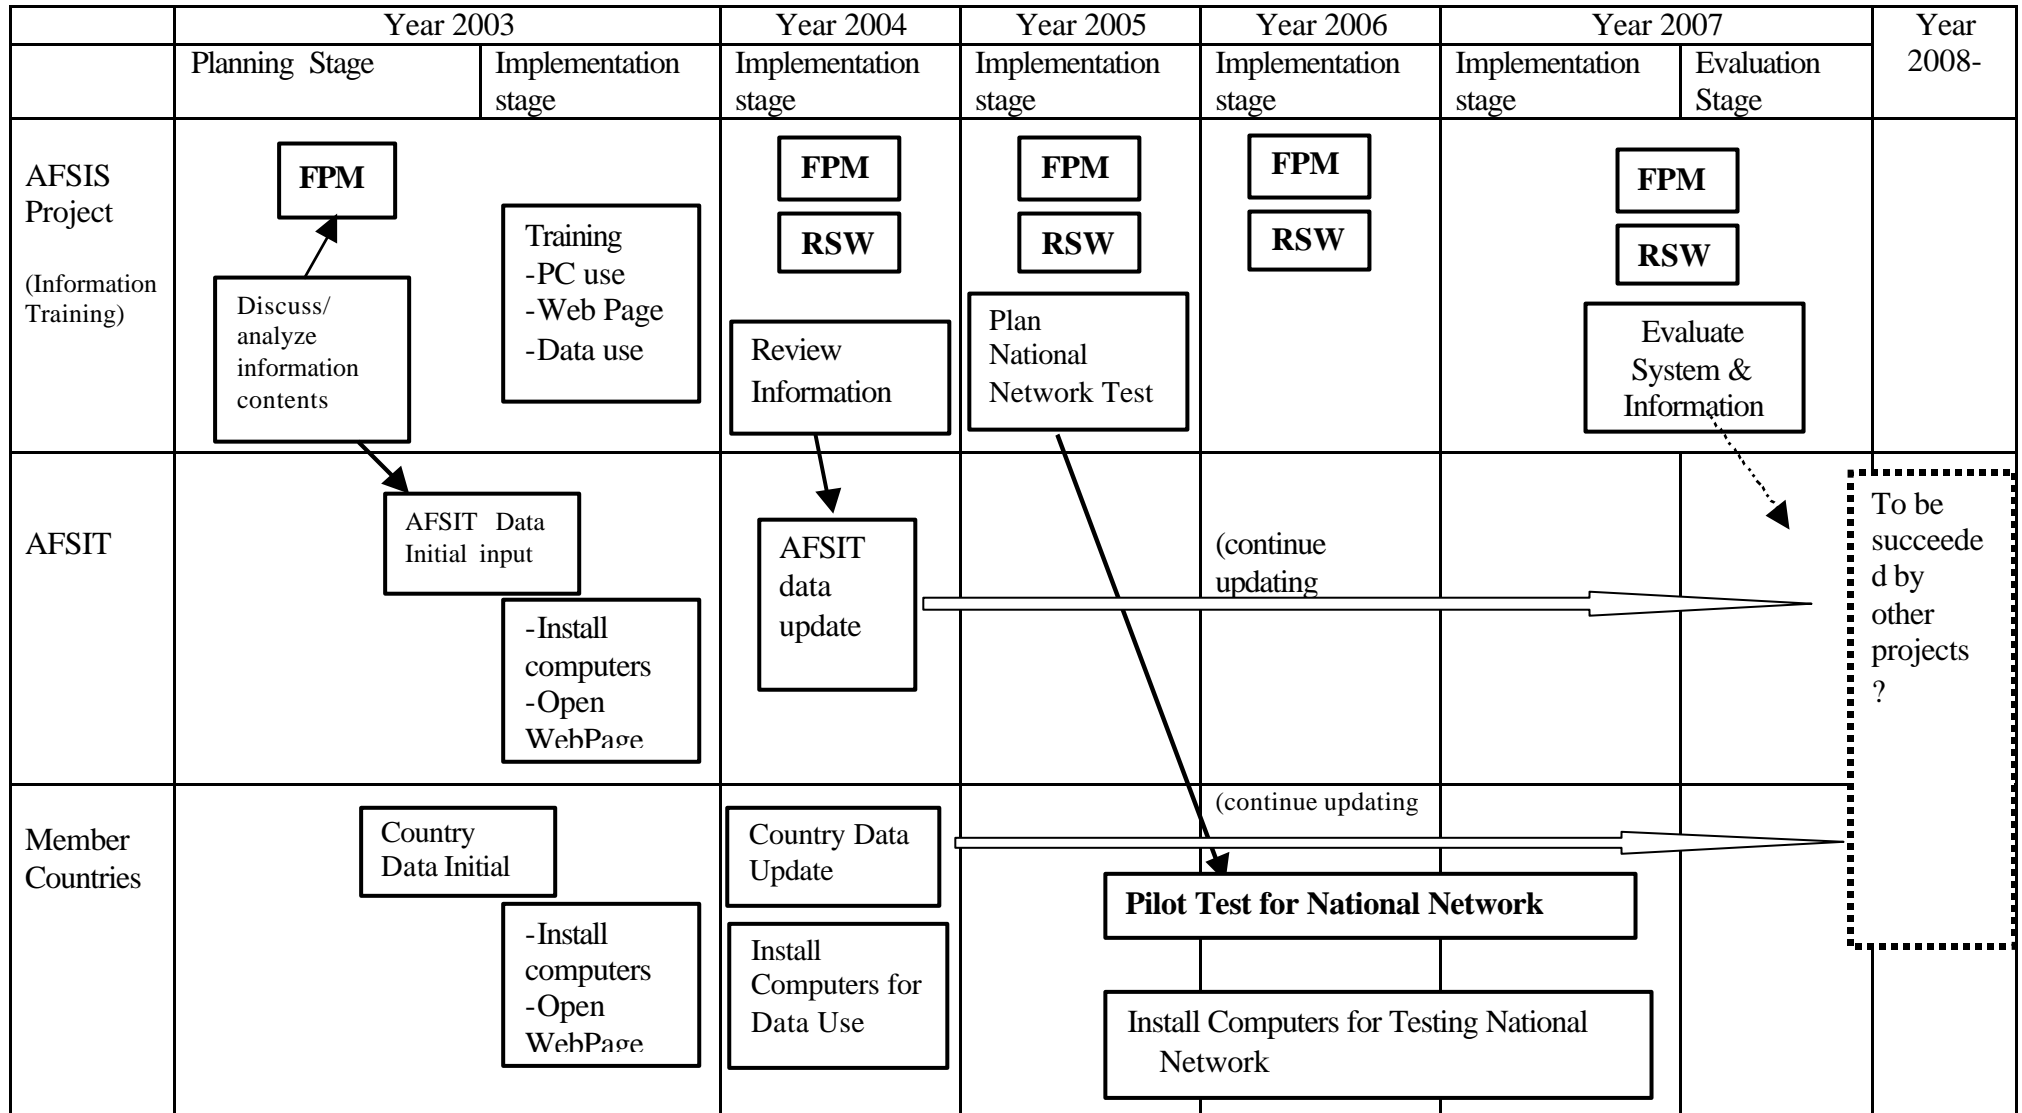 Year 2003
Year 2004
Year 2005
Year 2006
Year 2007
Year
2008-
Planning Stage
Implementation
stage
Implementation
stage
Implementation
stage
Implementation
stage
Implementation
stage
Evaluation
Stage
AFSIS
Project
(Information
Training)
FPM
Discuss/
analyze
information
contents
Training
-PC use
-Web Page
-Data use
FPM
RSW
Review
Information
FPM
RSW
Plan
National
Network Test
FPM
RSW
FPM
RSW
Evaluate
System &
Information
AFSIT
AFSIT Data
Initial input
-Install
computers
-Open
WebPage
AFSIT
data
update
(continue
updating
To be
succeede
d by
other
projects
?
Member
Countries
Country
Data Initial
-Install
computers
-Open
WebPage
Country Data
Update
Install
Computers for
Data Use
(continue updating
Pilot Test for National Network
Install Computers for Testing National
Network